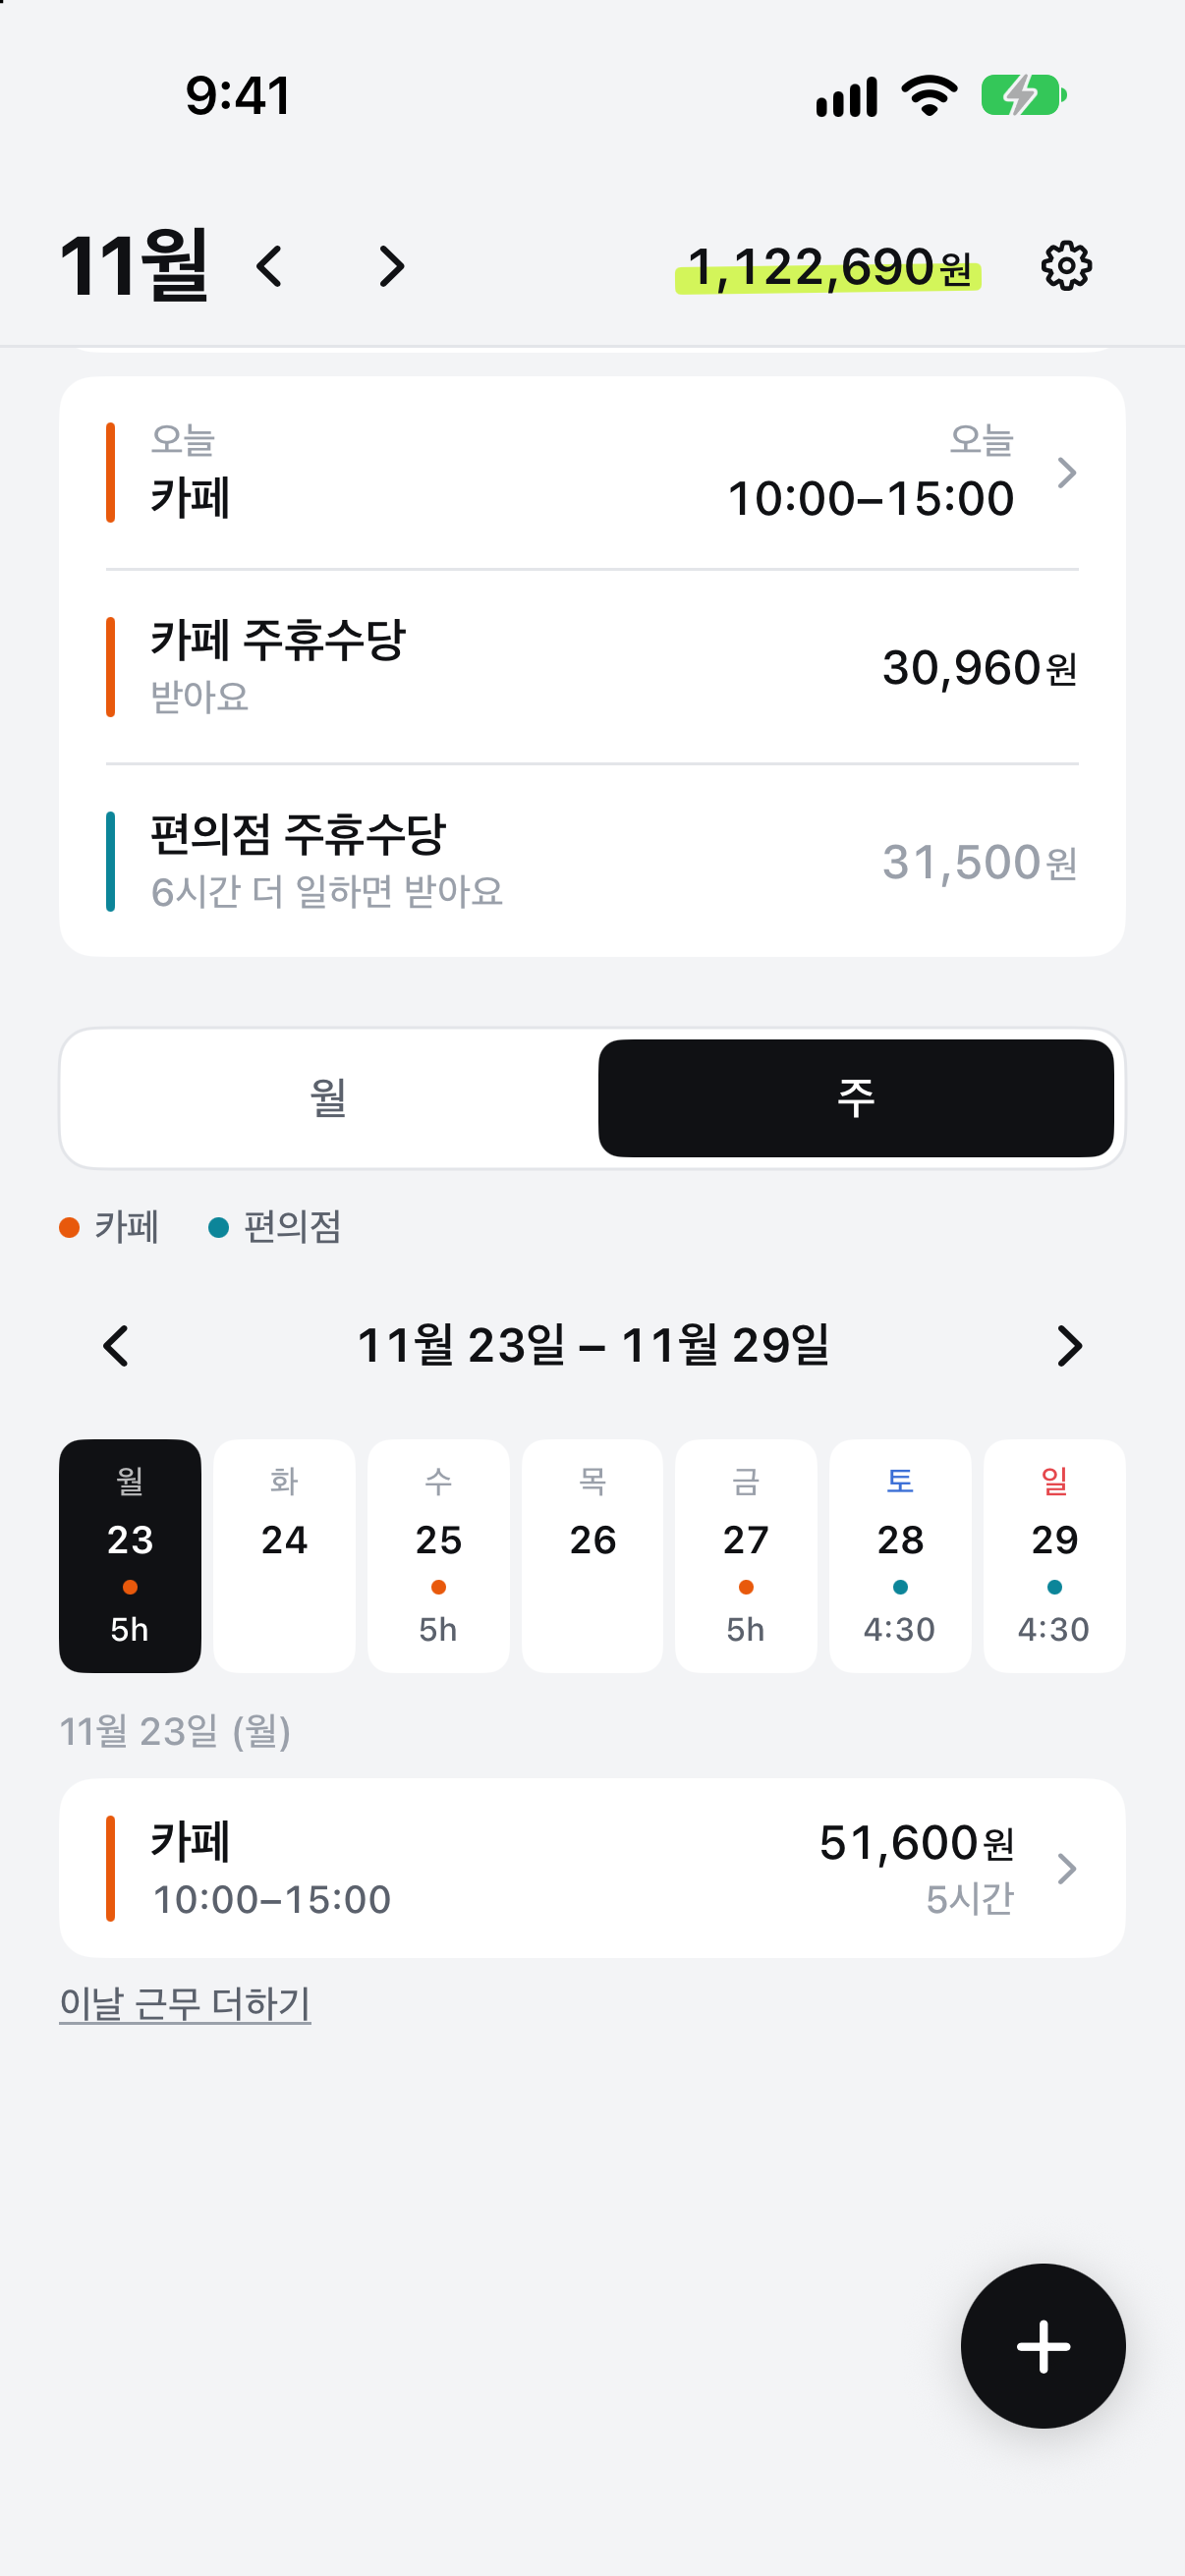 9:41
11월
1,122,690원
오늘 오늘
카페 10:00–15:00
카페 주휴수당
받아요
30,960원
편의점 주휴수당
6시간 더 일하면 받아요
31,500원
월 주
카페 편의점
11월 23일 – 11월 29일
월 화 수 목 금 토 일
23 24 25 26 27 28 29
5h 5h 5h 4:30 4:30
11월 23일 (월)
카페 51,600원
10:00–15:00 5시간
이날 근무 더하기